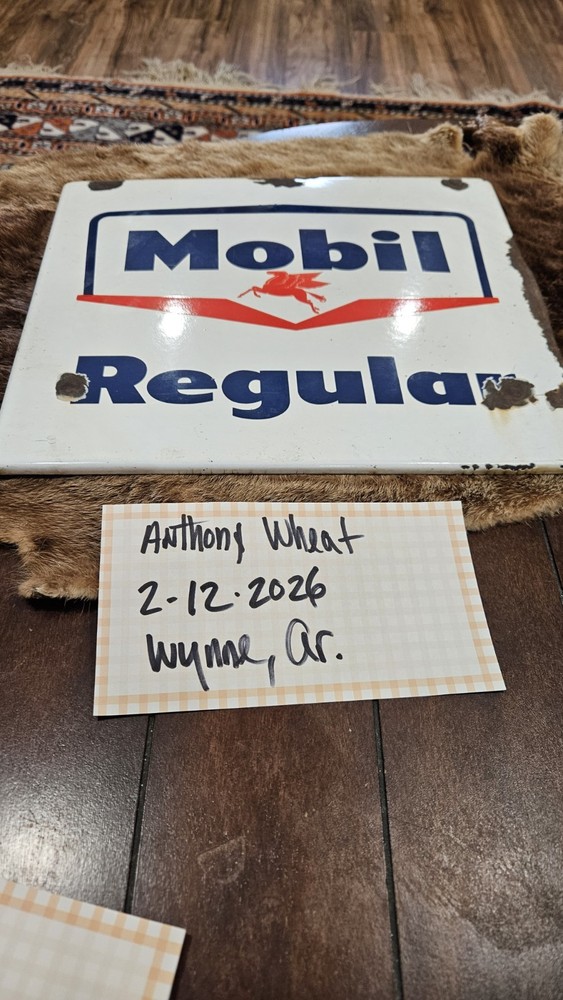 Mobil
Regular
Anthony Wheat
2-12-2026
Wynne, Ar.